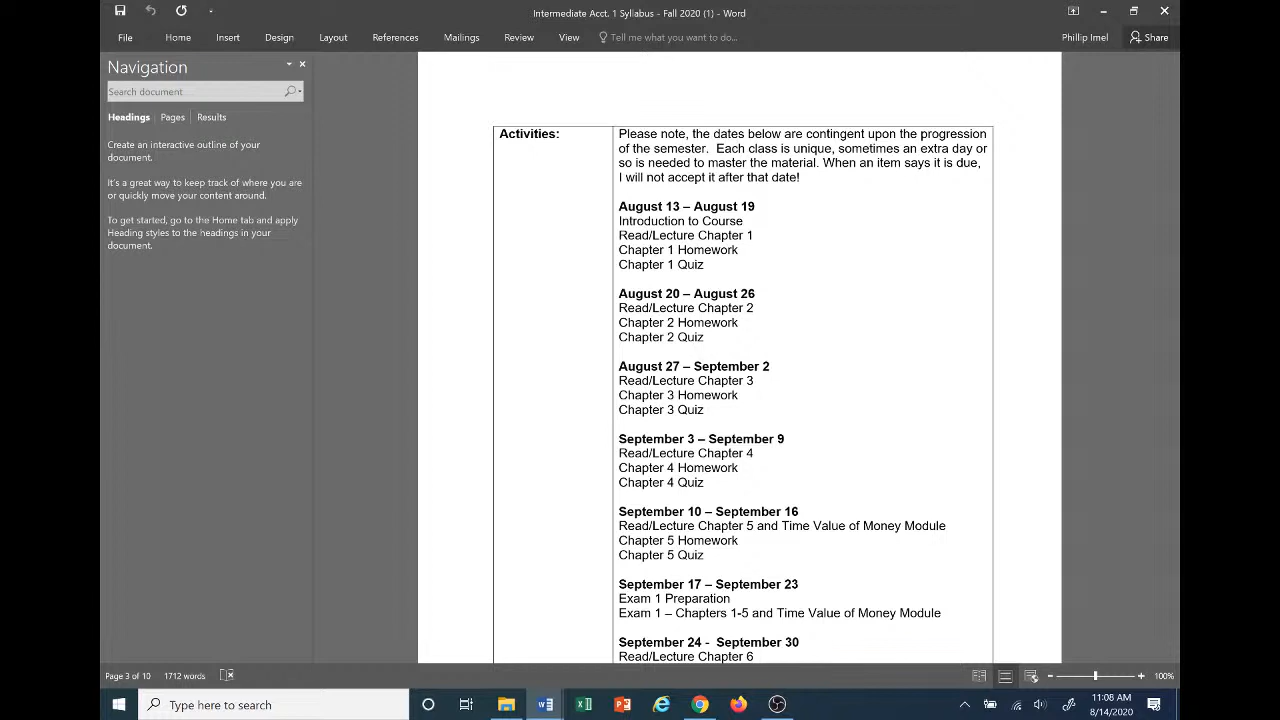 Intermediate Acct. 1 Syllabus - Fall 2020 (1) - Word
File Home Insert Design Layout References Mailings Review View Tell me what you want to do... Phillip Imel Share
Navigation
Search document
Headings Pages Results
Create an interactive outline of your
document.
It's a great way to keep track of where you are
or quickly move your content around.
To get started, go to the Home tab and apply
Heading styles to the headings in your
document.
Activities:
Please note, the dates below are contingent upon the progression
of the semester. Each class is unique, sometimes an extra day or
so is needed to master the material. When an item says it is due,
I will not accept it after that date!
August 13 – August 19
Introduction to Course
Read/Lecture Chapter 1
Chapter 1 Homework
Chapter 1 Quiz
August 20 – August 26
Read/Lecture Chapter 2
Chapter 2 Homework
Chapter 2 Quiz
August 27 – September 2
Read/Lecture Chapter 3
Chapter 3 Homework
Chapter 3 Quiz
September 3 – September 9
Read/Lecture Chapter 4
Chapter 4 Homework
Chapter 4 Quiz
September 10 – September 16
Read/Lecture Chapter 5 and Time Value of Money Module
Chapter 5 Homework
Chapter 5 Quiz
September 17 – September 23
Exam 1 Preparation
Exam 1 – Chapters 1-5 and Time Value of Money Module
September 24 - September 30
Read/Lecture Chapter 6
Page 3 of 10 1712 words 100%
Type here to search
11:08 AM
8/14/2020